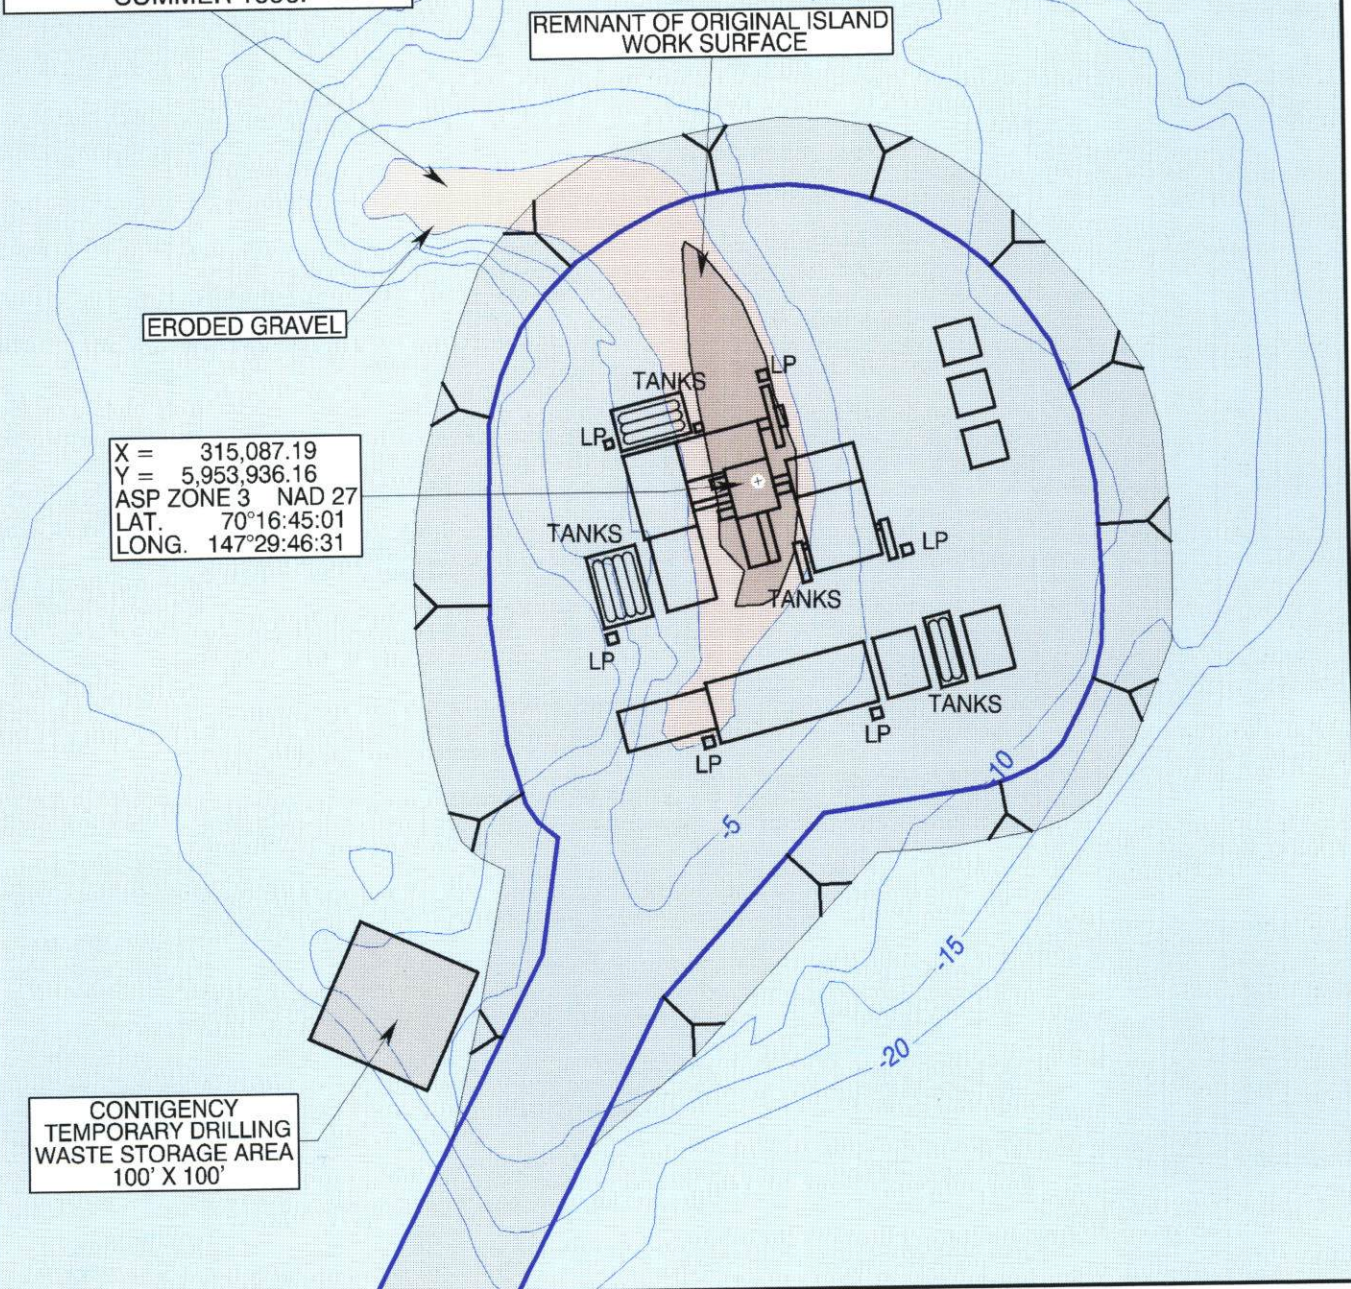 REMNANT OF ORIGINAL ISLAND
WORK SURFACE
ERODED GRAVEL
TANKS
LP
LP
X = 315,087.19
Y = 5,953,936.16
ASP ZONE 3 NAD 27
LAT. 70°16:45:01
LONG. 147°29:46:31
TANKS
LP
TANKS
LP
TANKS
LP
LP
-10
-5
-15
-20
CONTIGENCY
TEMPORARY DRILLING
WASTE STORAGE AREA
100' X 100'